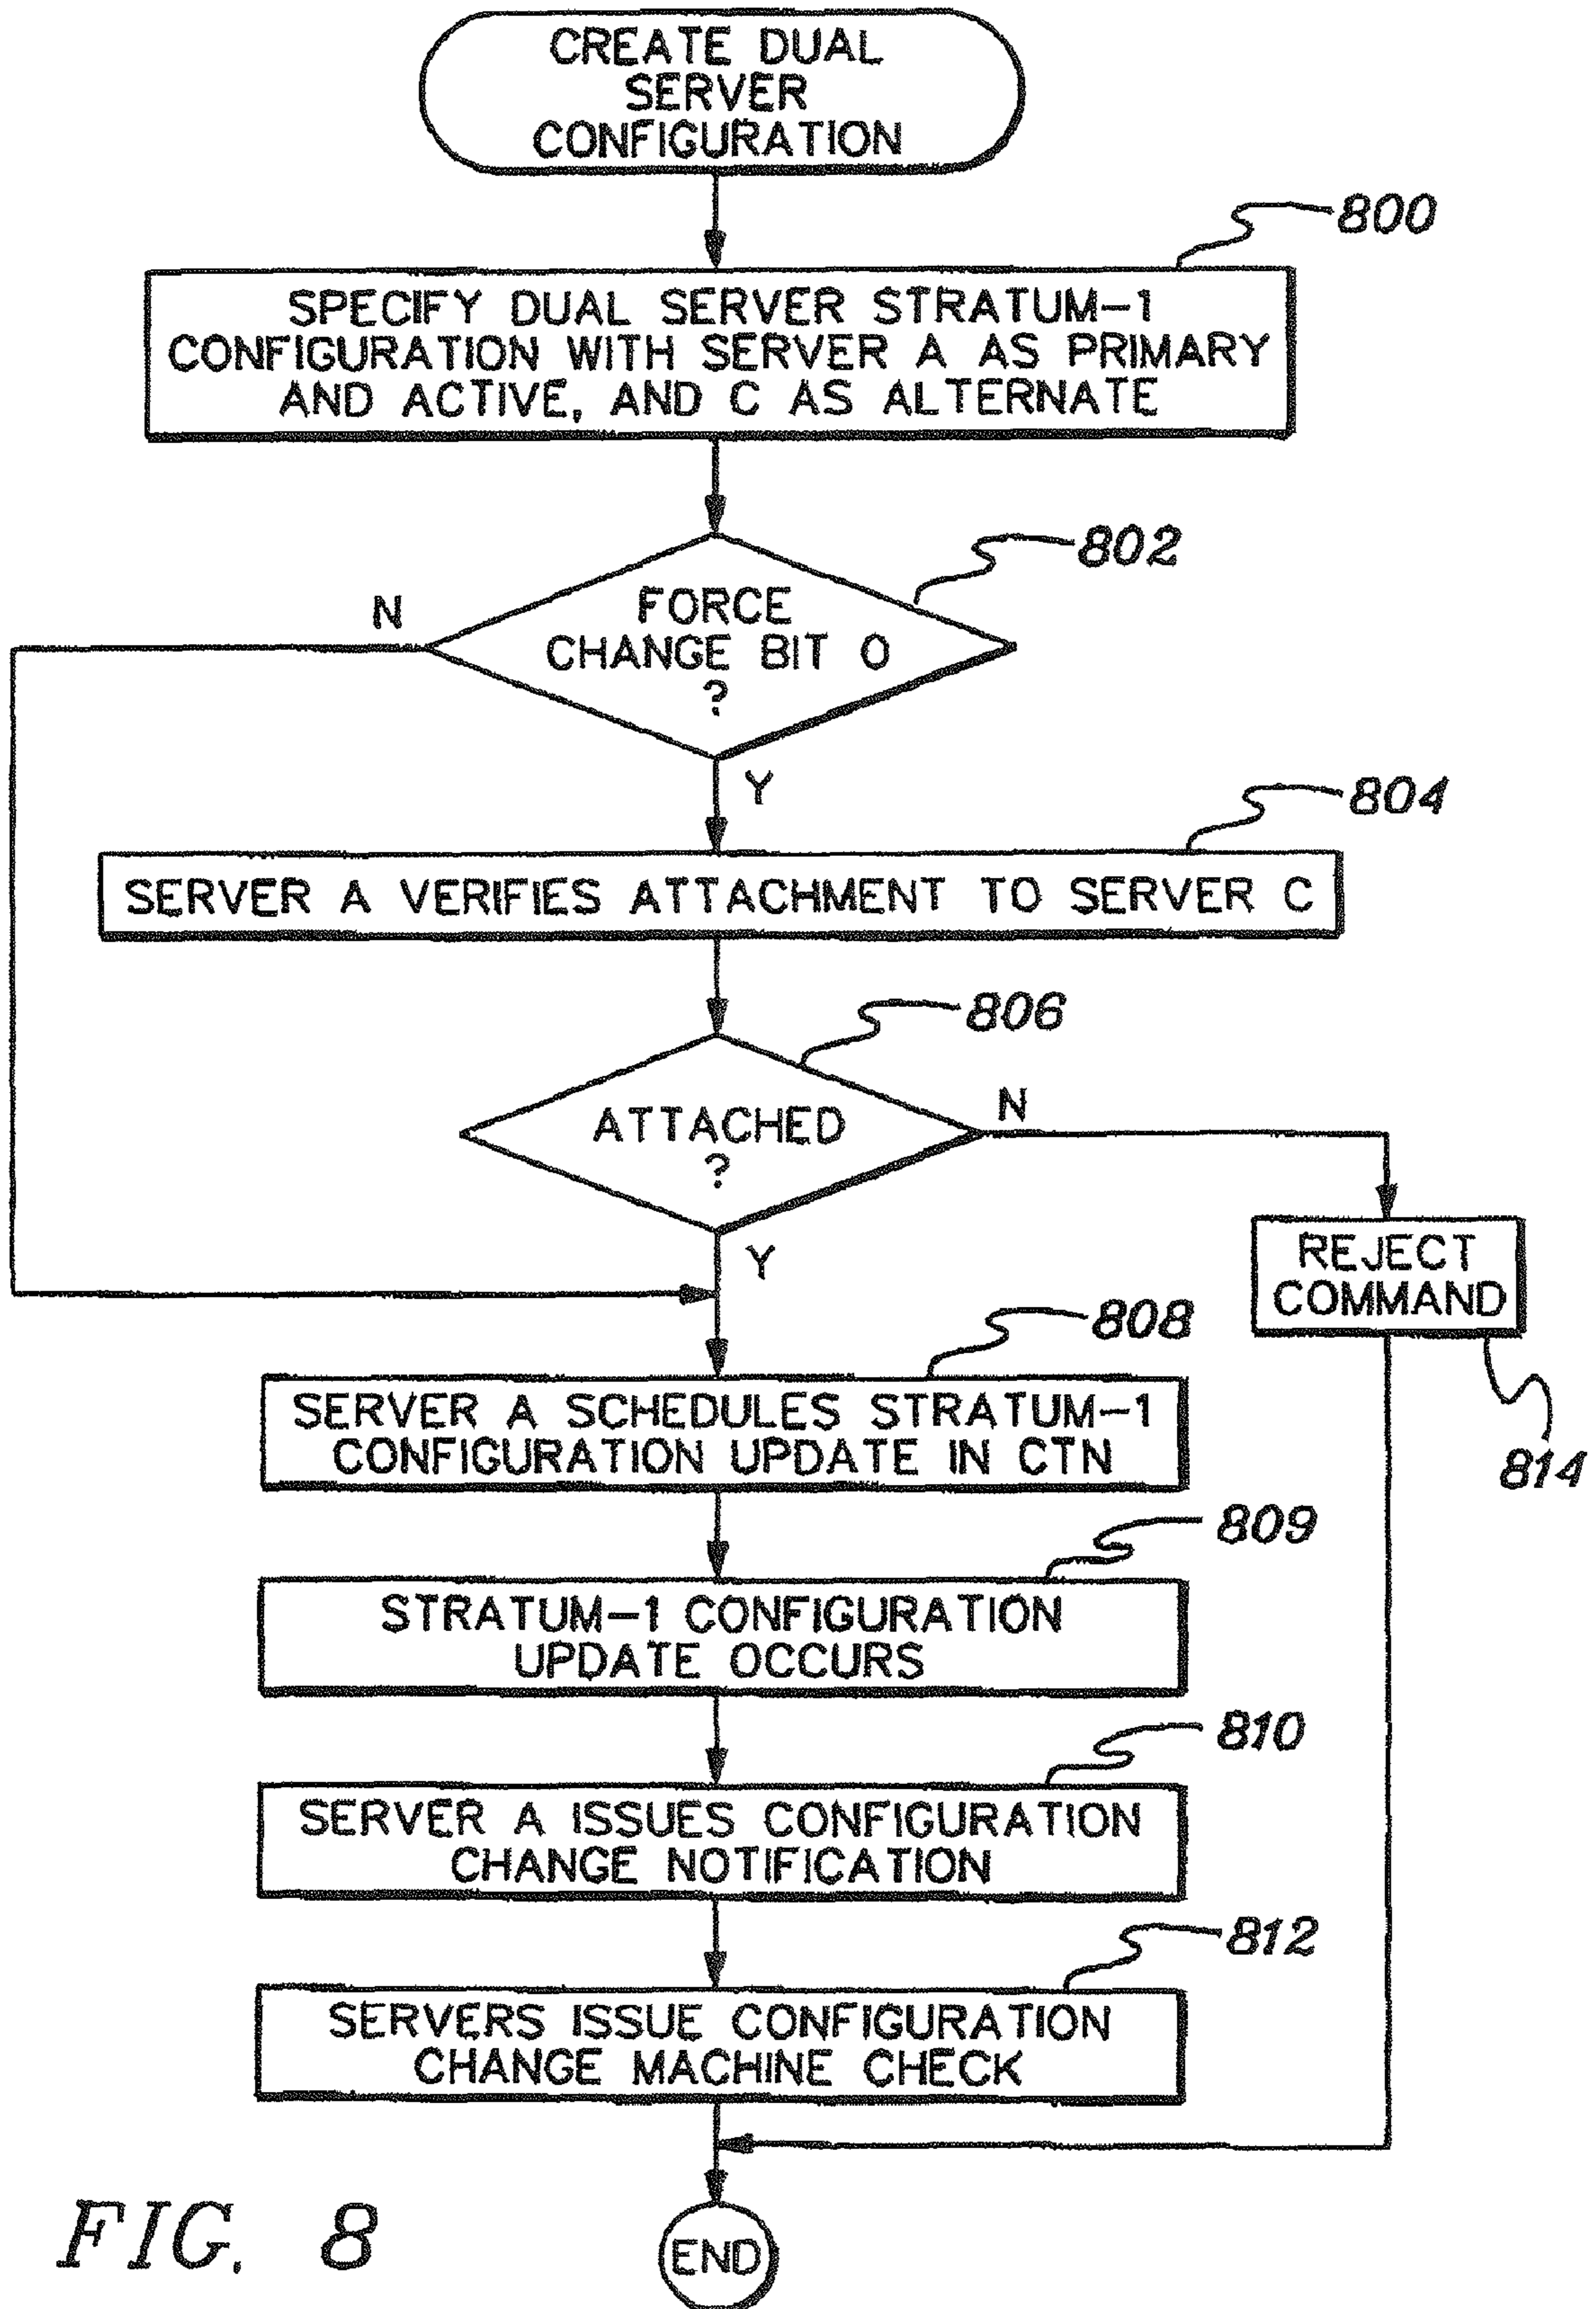 CREATE DUAL
SERVER
CONFIGURATION
800
SPECIFY DUAL SERVER STRATUM-1
CONFIGURATION WITH SERVER A AS PRIMARY
AND ACTIVE, AND C AS ALTERNATE
802
N
FORCE
CHANGE BIT 0
?
Y
804
SERVER A VERIFIES ATTACHMENT TO SERVER C
806
ATTACHED
?
N
Y
REJECT
COMMAND
814
808
SERVER A SCHEDULES STRATUM-1
CONFIGURATION UPDATE IN CTN
809
STRATUM-1 CONFIGURATION
UPDATE OCCURS
810
SERVER A ISSUES CONFIGURATION
CHANGE NOTIFICATION
812
SERVERS ISSUE CONFIGURATION
CHANGE MACHINE CHECK
END
FIG. 8